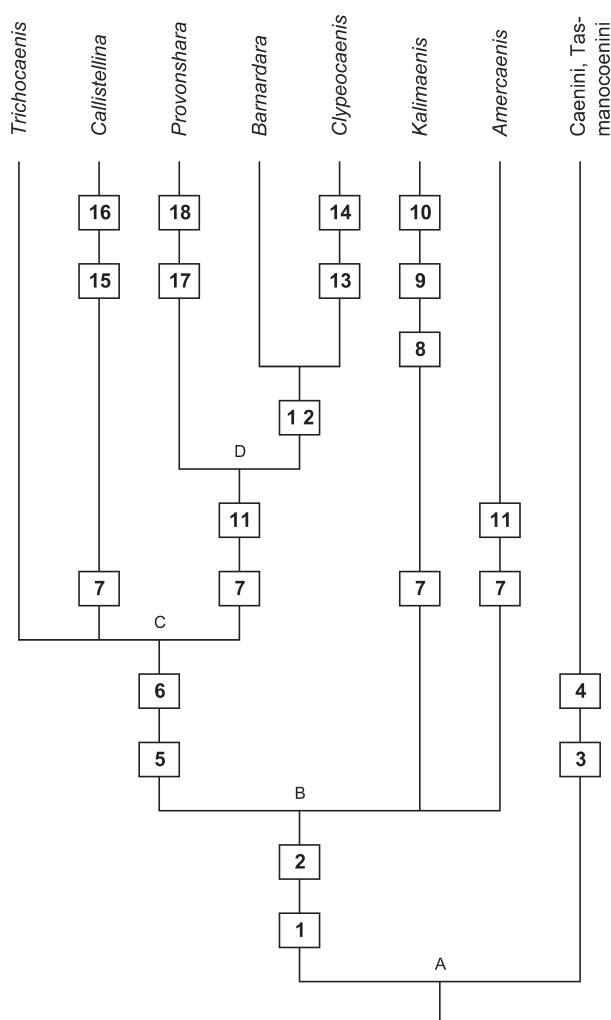 Trichocaenis
Callistellina
Provonshara
Barnardara
Clypeocaenis
Kalimaenis
Amercaenis
Caenini, Tas-
manocoenini
16
18
14
10
15
17
13
9
8
1 2
D
11
11
7
7
7
7
C
6
4
5
3
B
2
1
A